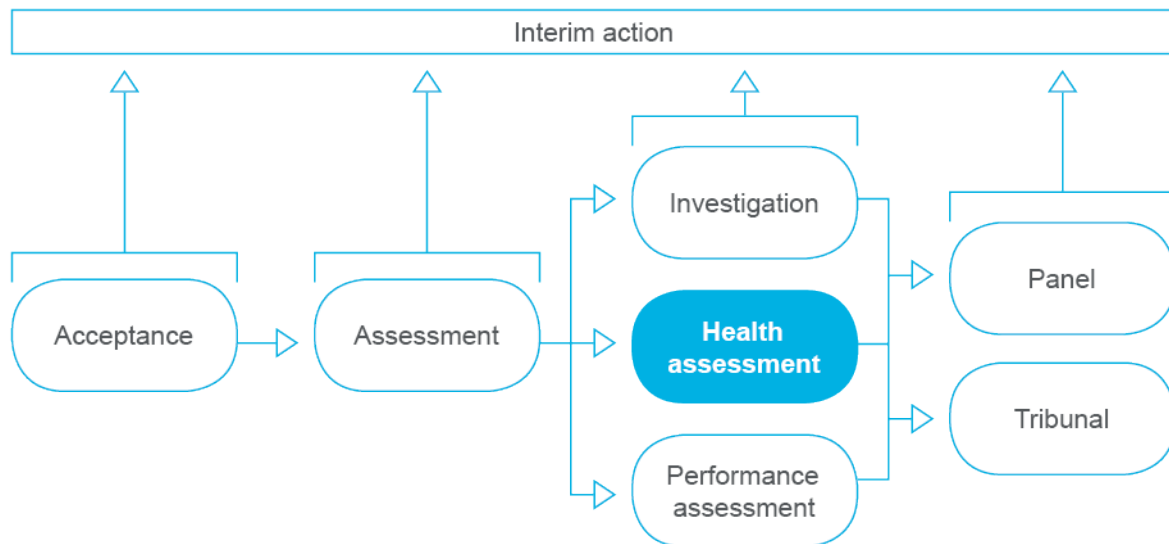 Interim action
Acceptance
Assessment
Investigation
Health
assessment
Performance
assessment
Panel
Tribunal